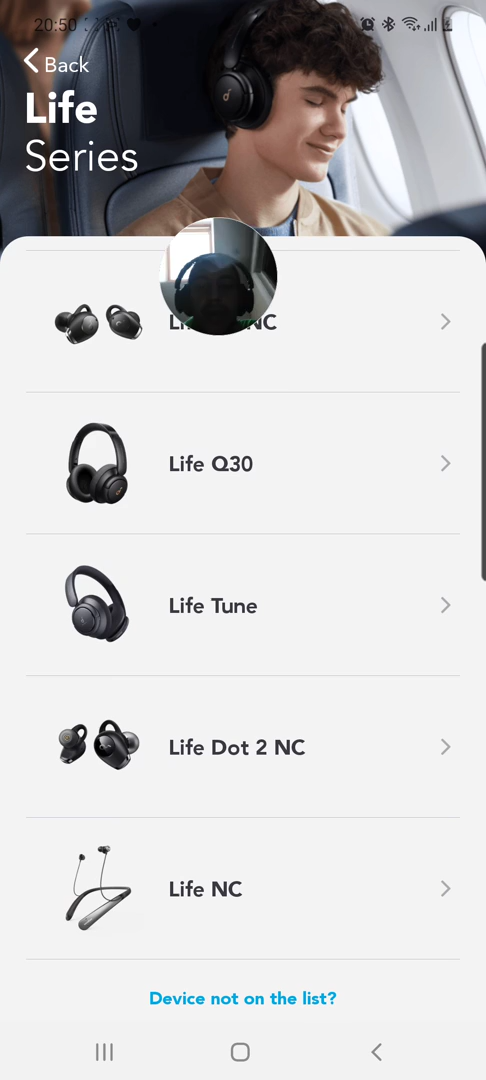 20:50
Back
Life
Series
NC
Life Q30
Life Tune
Life Dot 2 NC
Life NC
Device not on the list?